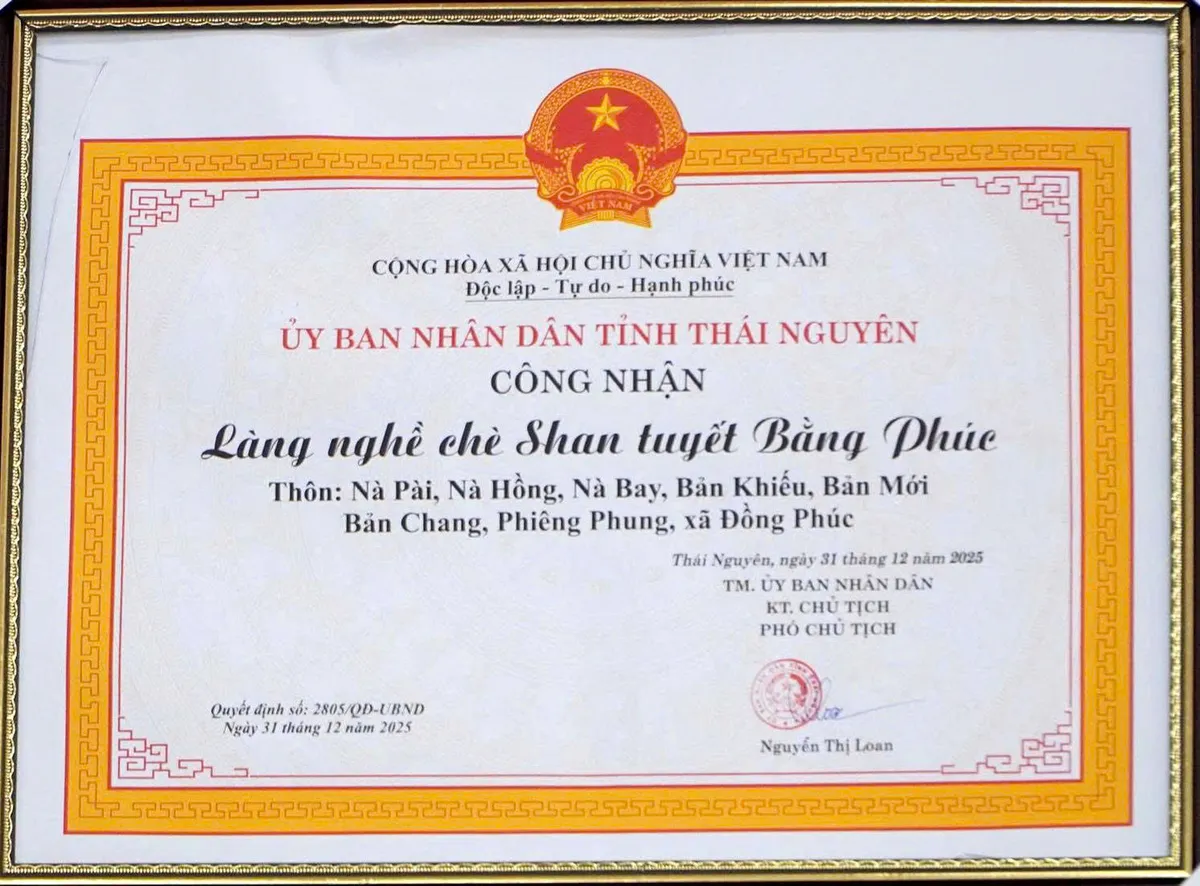 VIỆT NAM
CỘNG HÒA XÃ HỘI CHỦ NGHĨA VIỆT NAM
Độc lập - Tự do - Hạnh phúc
ỦY BAN NHÂN DÂN TỈNH THÁI NGUYÊN
CÔNG NHẬN
Làng nghề chè Shan tuyết Bằng Phúc
Thôn: Nà Pài, Nà Hồng, Nà Bay, Bản Khiếu, Bản Mới
Bản Chang, Phiêng Phung, xã Đồng Phúc
Thái Nguyên, ngày 31 tháng 12 năm 2025
TM. ỦY BAN NHÂN DÂN
KT. CHỦ TỊCH
PHÓ CHỦ TỊCH
Quyết định số: 2805/QĐ-UBND
Ngày 31 tháng 12 năm 2025
Nguyễn Thị Loan